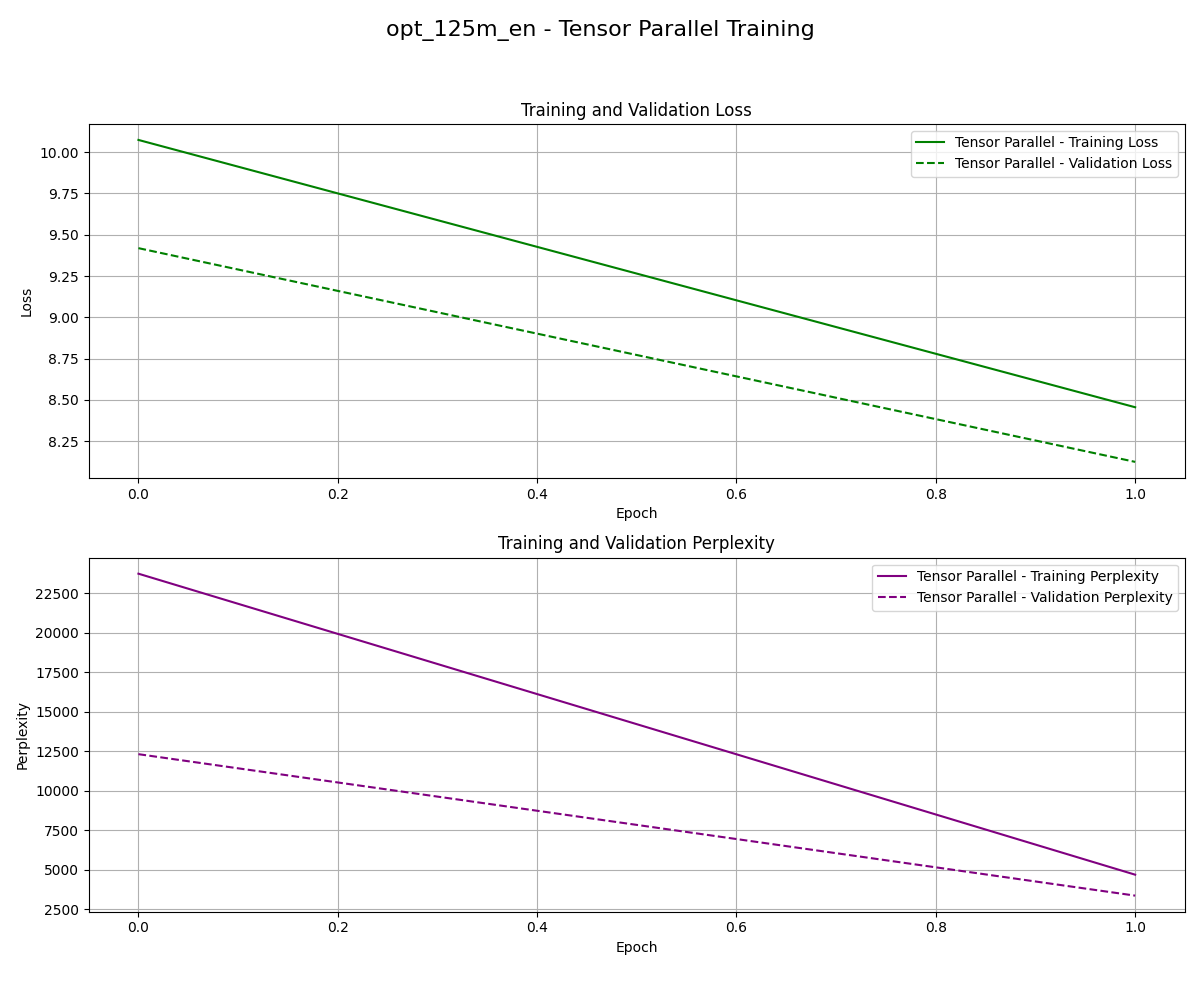 opt_125m_en - Tensor Parallel Training
Training and Validation Loss
Tensor Parallel - Training Loss
Tensor Parallel - Validation Loss
10.00
9.75
9.50
9.25
9.00
8.75
8.50
8.25
Loss
0.0
0.2
0.4
0.6
0.8
1.0
Epoch
Training and Validation Perplexity
Tensor Parallel - Training Perplexity
Tensor Parallel - Validation Perplexity
22500
20000
17500
15000
12500
10000
7500
5000
2500
Perplexity
0.0
0.2
0.4
0.6
0.8
1.0
Epoch